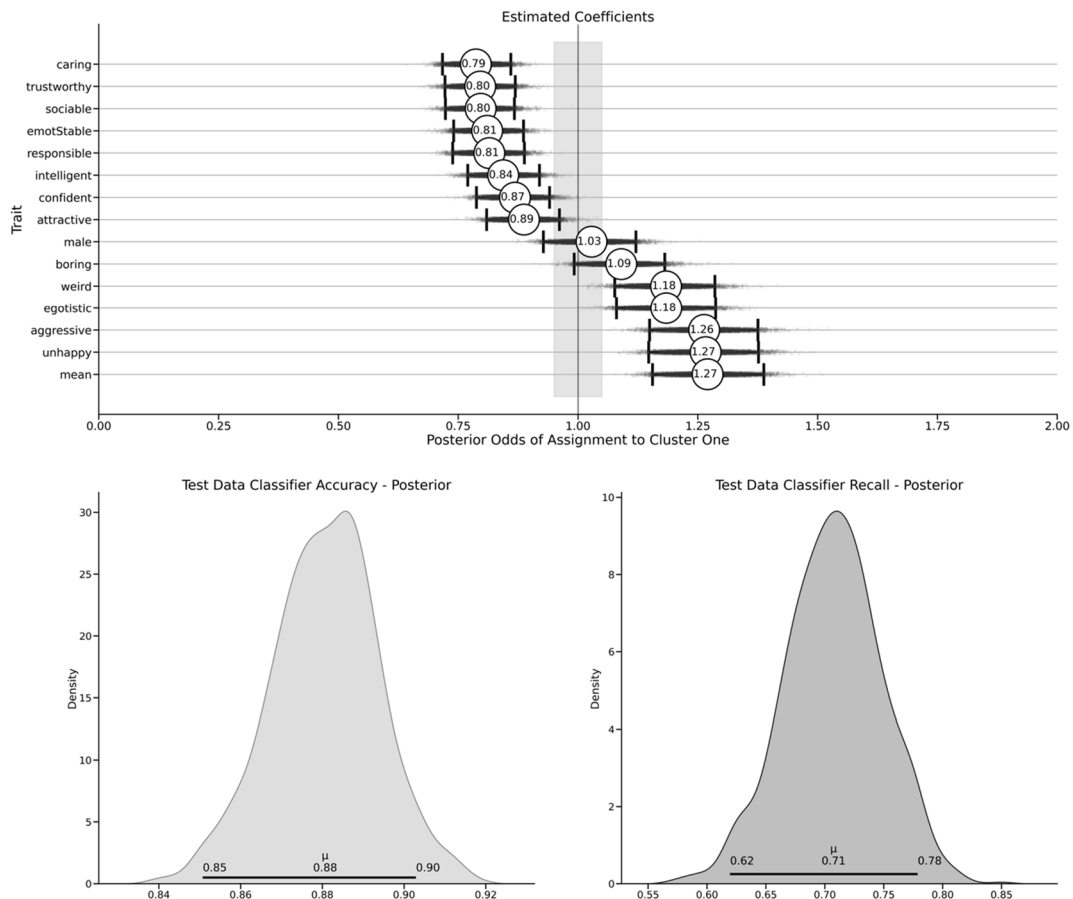 Estimated Coefficients
Trait
caring 0.79
trustworthy 0.80
sociable 0.80
emotStable 0.81
responsible 0.81
intelligent 0.84
confident 0.87
attractive 0.89
male 1.03
boring 1.09
weird 1.18
egotistic 1.18
aggressive 1.26
unhappy 1.27
mean 1.27
0.00 0.25 0.50 0.75 1.00 1.25 1.50 1.75 2.00
Posterior Odds of Assignment to Cluster One
Test Data Classifier Accuracy - Posterior
Density
30
25
20
15
10
5
0
μ
0.85 0.88 0.90
0.84 0.86 0.88 0.90 0.92
Test Data Classifier Recall - Posterior
Density
10
8
6
4
2
0
μ
0.62 0.71 0.78
0.55 0.60 0.65 0.70 0.75 0.80 0.85